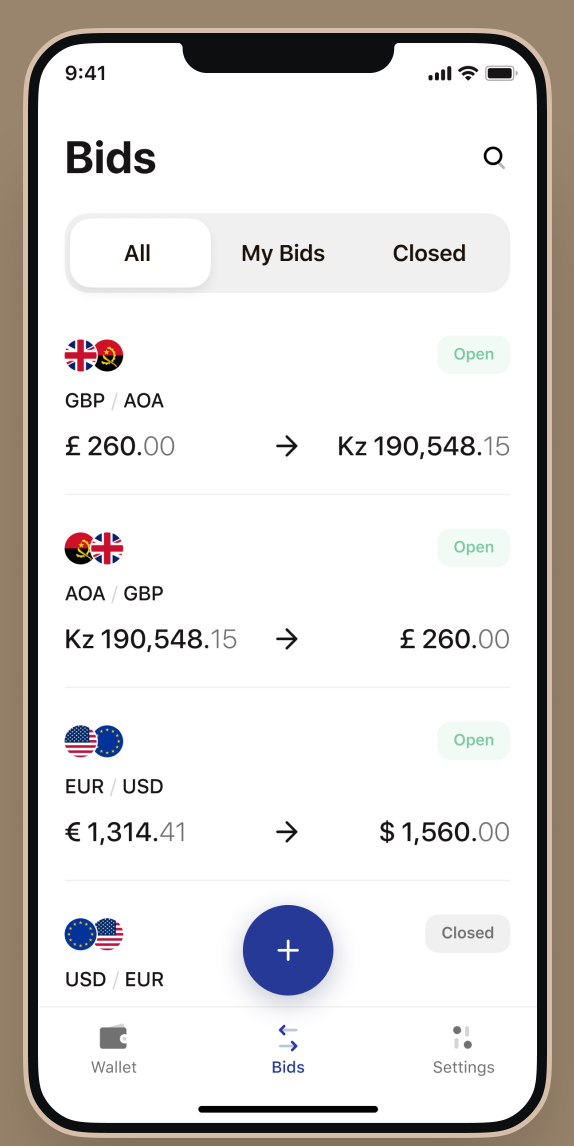 9:41
Bids
All My Bids Closed
Open
GBP / AOA
£ 260.00 → Kz 190,548.15
Open
AOA / GBP
Kz 190,548.15 → £ 260.00
Open
EUR / USD
€ 1,314.41 → $ 1,560.00
Closed
USD / EUR
+
Wallet Bids Settings